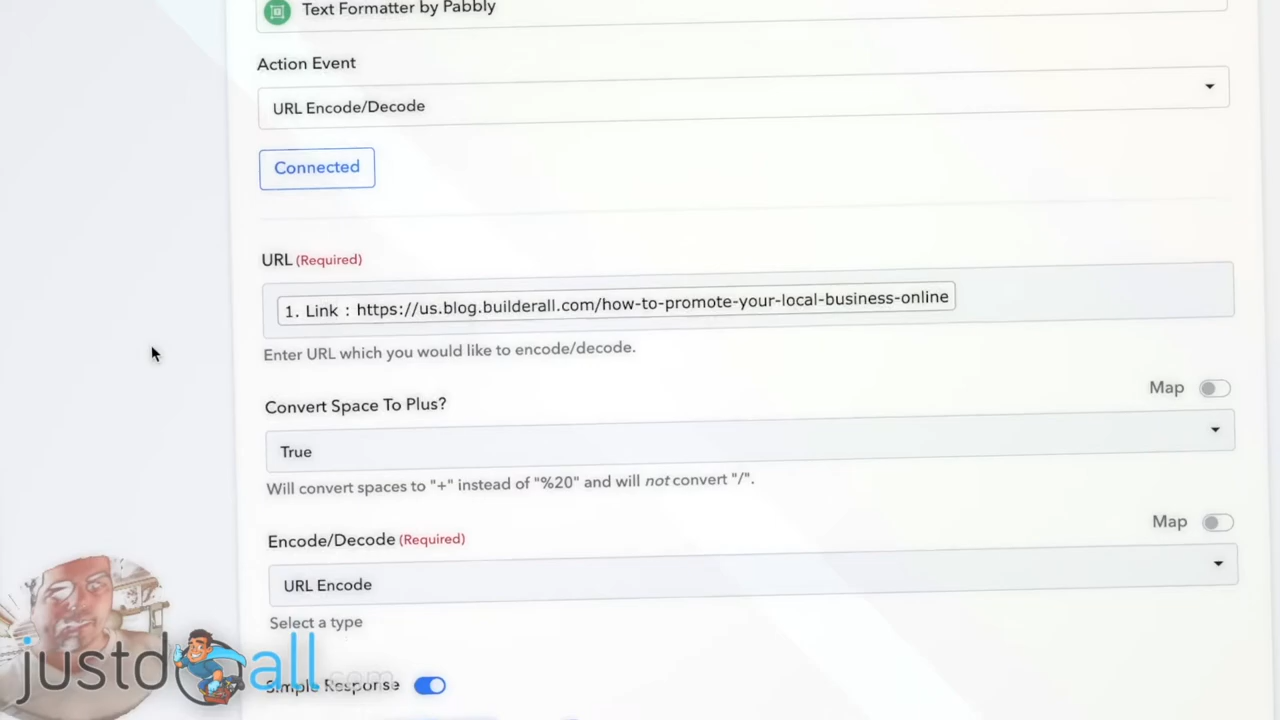 Text Formatter by Pabbly
Action Event
URL Encode/Decode
Connected
URL (Required)
1. Link : https://us.blog.builderall.com/how-to-promote-your-local-business-online
Enter URL which you would like to encode/decode.
Map
Convert Space To Plus?
True
Will convert spaces to "+" instead of "%20" and will not convert "/".
Map
Encode/Decode (Required)
URL Encode
Select a type
Simple Response
justdoall.com